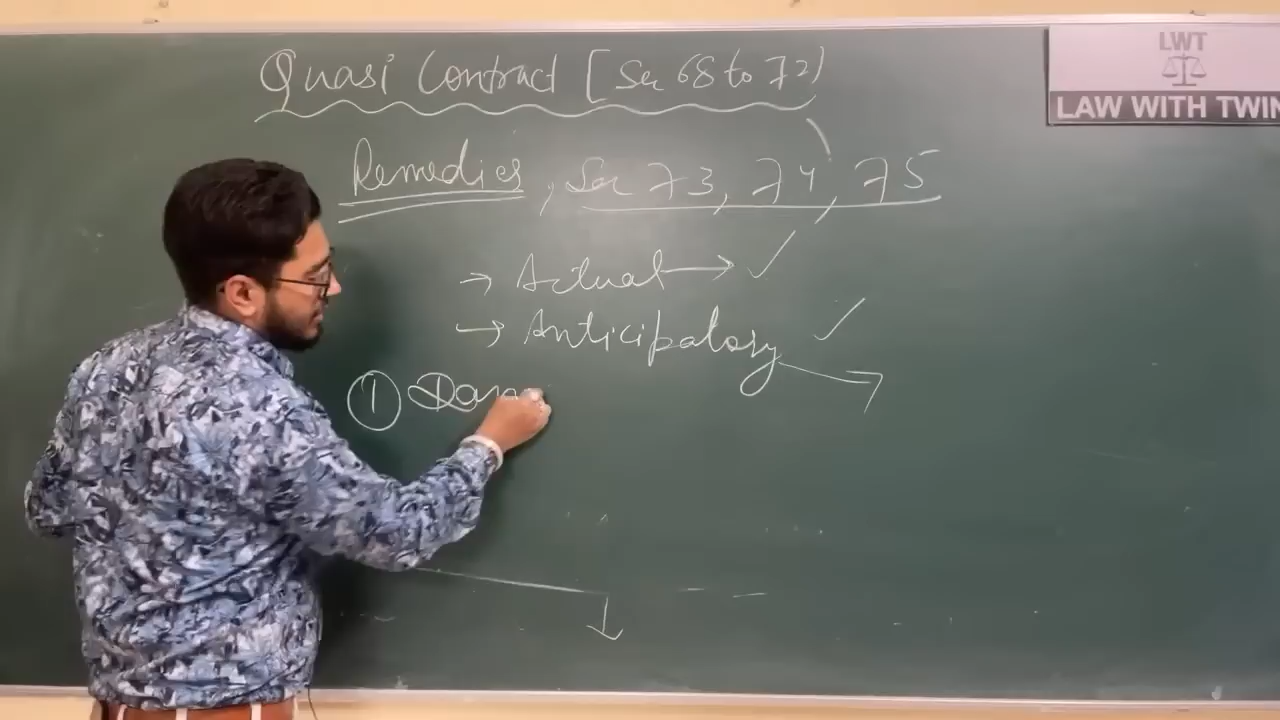 Quasi Contract [Sec 68 to 72)
LWT
LAW WITH TWIN
Remedies, Sec 73, 74, 75
→ Actual → ✓
→ Anticipatory ✓
① Dam